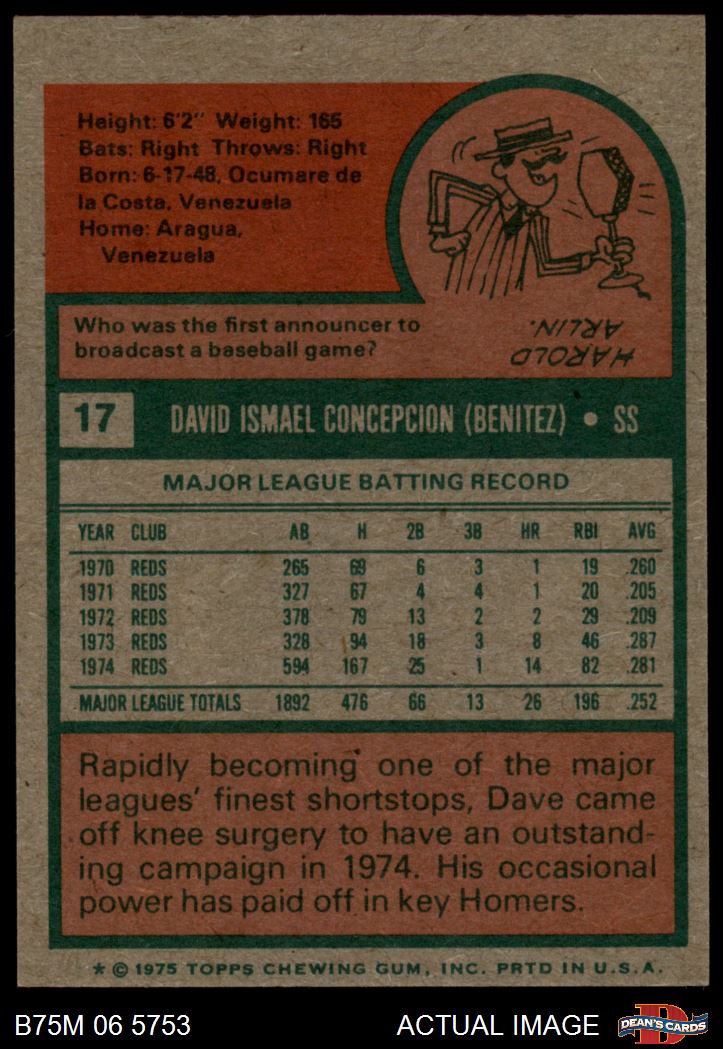 Height: 6'2" Weight: 165
Bats: Right Throws: Right
Born: 6-17-48, Ocumare de
la Costa, Venezuela
Home: Aragua,
Venezuela
Who was the first announcer to
broadcast a baseball game?
HAROLD
ARLIN.
17 DAVID ISMAEL CONCEPCION (BENITEZ) • SS
MAJOR LEAGUE BATTING RECORD
YEAR CLUB AB H 2B 3B HR RBI AVG
1970 REDS 265 69 6 3 1 19 .260
1971 REDS 327 67 4 4 1 20 .205
1972 REDS 378 79 13 2 2 29 .209
1973 REDS 328 94 18 3 8 46 .287
1974 REDS 594 167 25 1 14 82 .281
MAJOR LEAGUE TOTALS 1892 476 66 13 26 196 .252
Rapidly becoming one of the major
leagues' finest shortstops, Dave came
off knee surgery to have an outstand-
ing campaign in 1974. His occasional
power has paid off in key Homers.
* © 1975 TOPPS CHEWING GUM, INC. PRTD IN U.S.A.
B75M 06 5753 ACTUAL IMAGE
D
DEAN'S CARDS